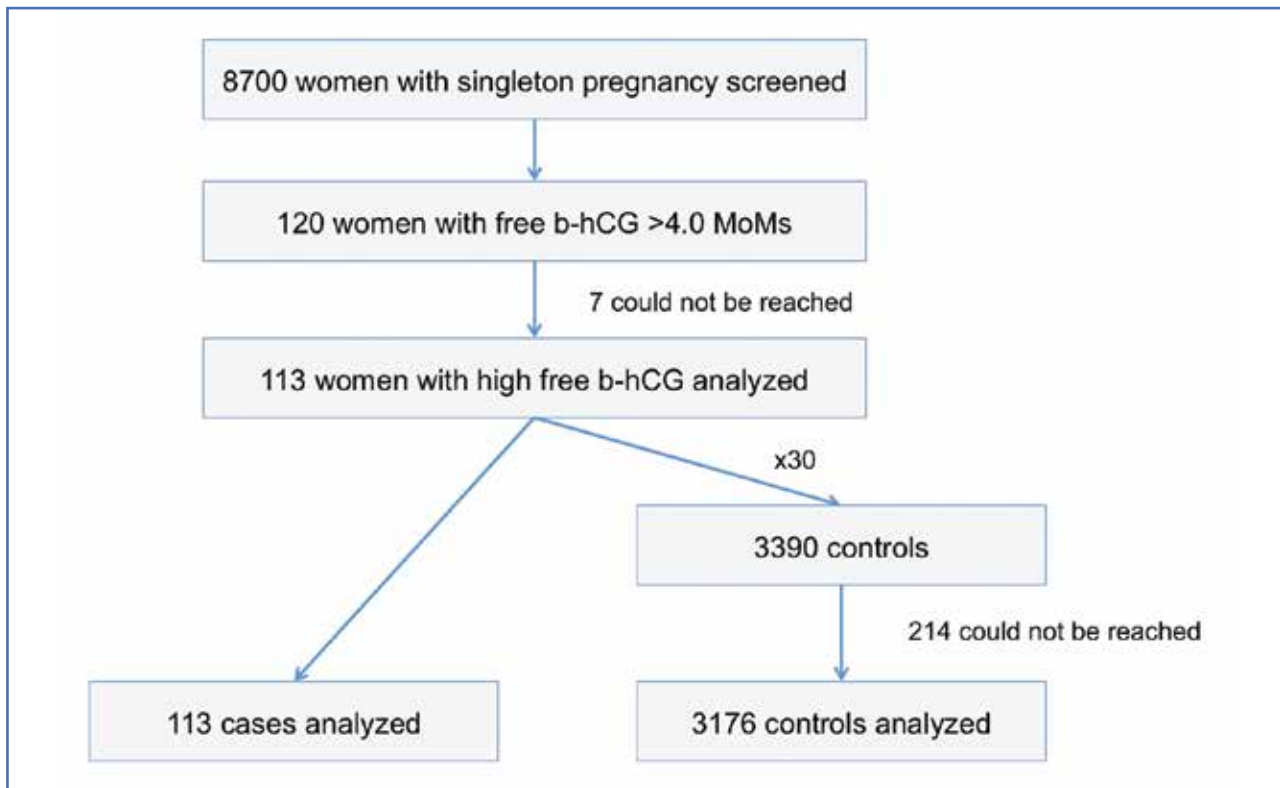 8700 women with singleton pregnancy screened
120 women with free b-hCG >4.0 MoMs
7 could not be reached
113 women with high free b-hCG analyzed
x30
3390 controls
214 could not be reached
113 cases analyzed
3176 controls analyzed